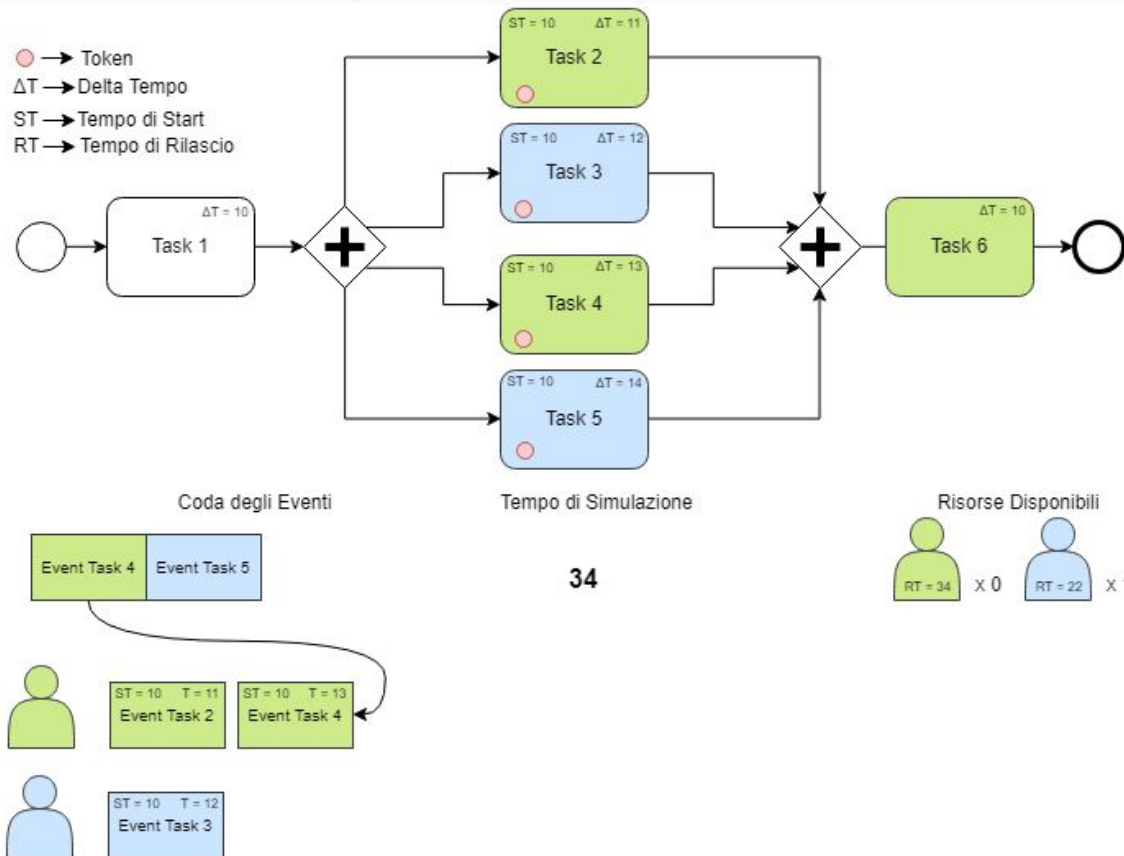 ST = 10 ΔT = 11
Task 2
Token
ΔT Delta Tempo
ST Tempo di Start
RT Tempo di Rilascio
ST = 10 ΔT = 12
Task 3
ΔT = 10
Task 1
ST = 10 ΔT = 13
Task 4
ΔT = 10
Task 6
ST = 10 ΔT = 14
Task 5
Coda degli Eventi
Tempo di Simulazione
Risorse Disponibili
Event Task 4
Event Task 5
34
RT = 34
X 0
RT = 22
X
ST = 10 T = 11
Event Task 2
ST = 10 T = 13
Event Task 4
ST = 10 T = 12
Event Task 3